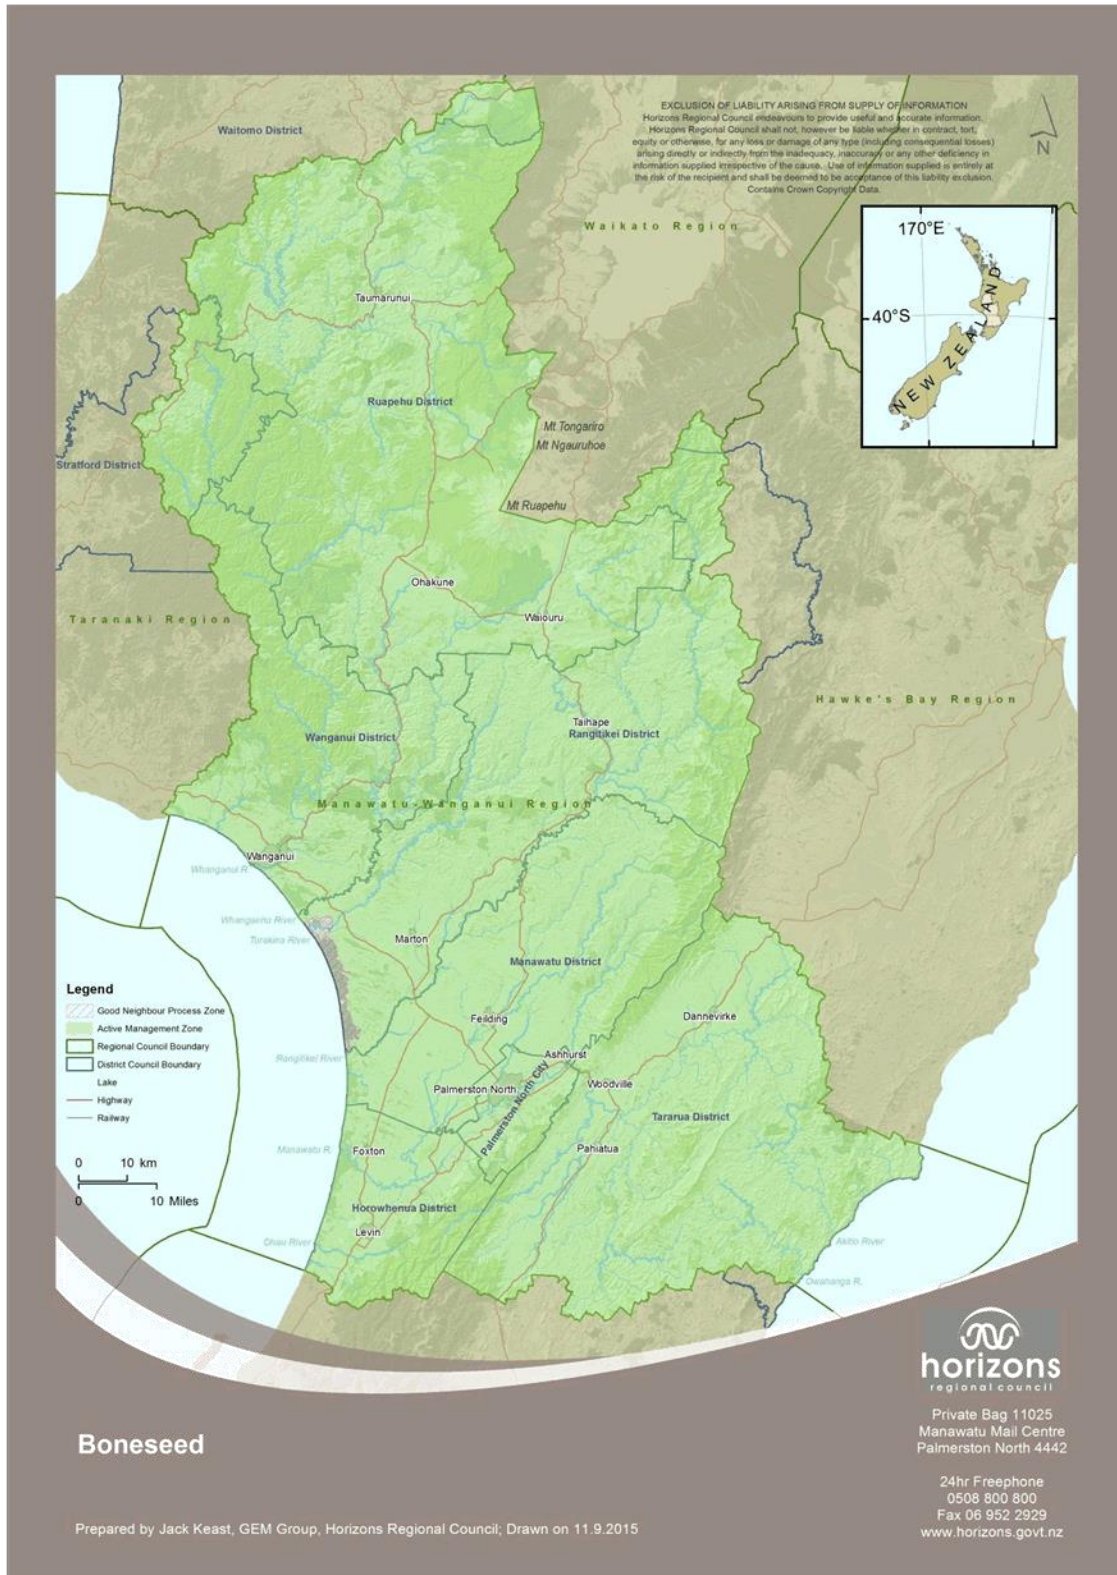 EXCLUSION OF LIABILITY ARISING FROM SUPPLY OF INFORMATION
Horizons Regional Council endeavours to provide useful and accurate information.
Horizons Regional Council shall not, however be liable whether in contract, tort,
equity or otherwise, for any loss or damage of any type (including consequential losses)
arising directly or indirectly from the inadequacy, inaccuracy or any other deficiency in
information supplied irrespective of the cause. Use of information supplied is entirely at
the risk of the recipient and shall be deemed to be acceptance of this liability exclusion.
Contains Crown Copyright Data.
N
Waitomo District
Waikato Region
170°E
40°S
NEW ZEALAND
Taumarunui
Ruapehu District
Mt Tongariro
Mt Ngauruhoe
Stratford District
Mt Ruapehu
Ohakune
Waiouru
Taranaki Region
Hawke's Bay Region
Taihape
Rangitikei District
Wanganui District
Manawatu-Wanganui Region
Wanganui
Whanganui R.
Whangaehu River
Turakina River
Marton
Manawatu District
Legend
Good Neighbour Process Zone
Active Management Zone
Regional Council Boundary
District Council Boundary
Lake
Highway
Railway
Feilding
Dannevirke
Rangitikei River
Ashhurst
Woodville
Palmerston North
Palmerston North City
Tararua District
Manawatu R.
Foxton
Pahiatua
0 10 km
0 10 Miles
Horowhenua District
Levin
Ohau River
Akitio River
Owahanga R.
horizons
regional council
Private Bag 11025
Manawatu Mail Centre
Palmerston North 4442
Boneseed
24hr Freephone
0508 800 800
Fax 06 952 2929
www.horizons.govt.nz
Prepared by Jack Keast, GEM Group, Horizons Regional Council; Drawn on 11.9.2015